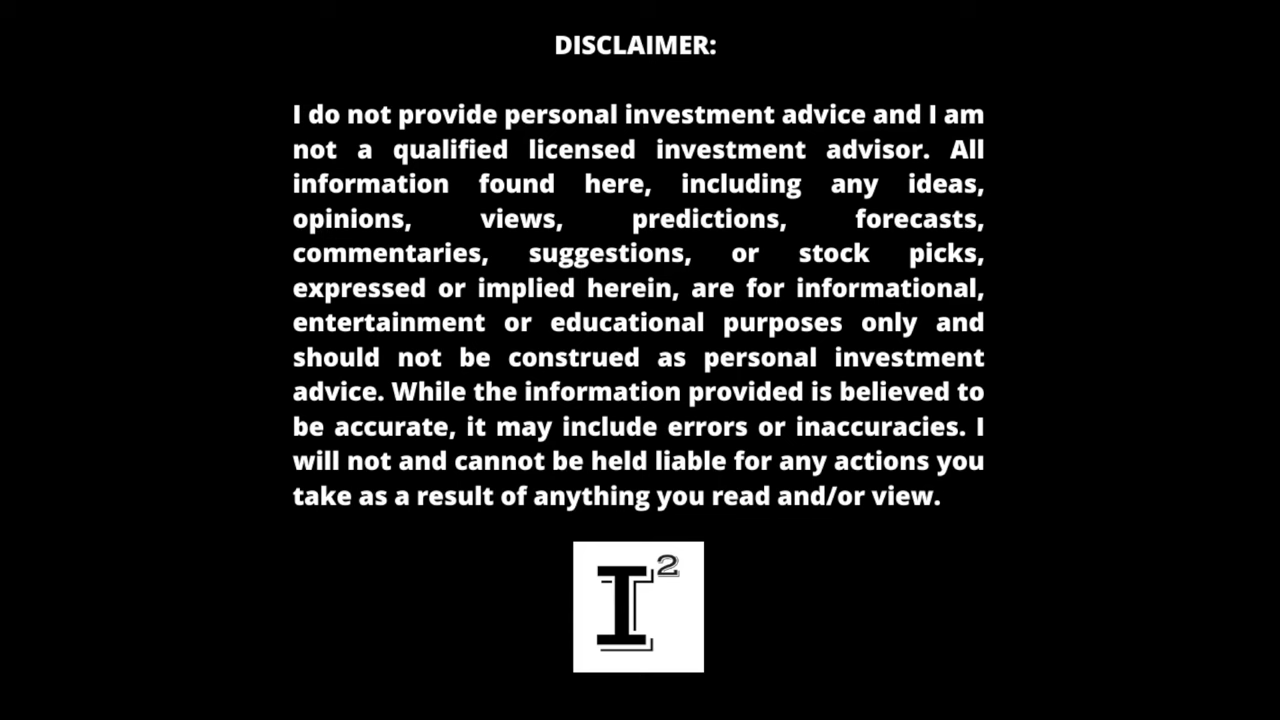 DISCLAIMER:
I do not provide personal investment advice and I am
not a qualified licensed investment advisor. All
information found here, including any ideas,
opinions, views, predictions, forecasts,
commentaries, suggestions, or stock picks,
expressed or implied herein, are for informational,
entertainment or educational purposes only and
should not be construed as personal investment
advice. While the information provided is believed to
be accurate, it may include errors or inaccuracies. I
will not and cannot be held liable for any actions you
take as a result of anything you read and/or view.
I²